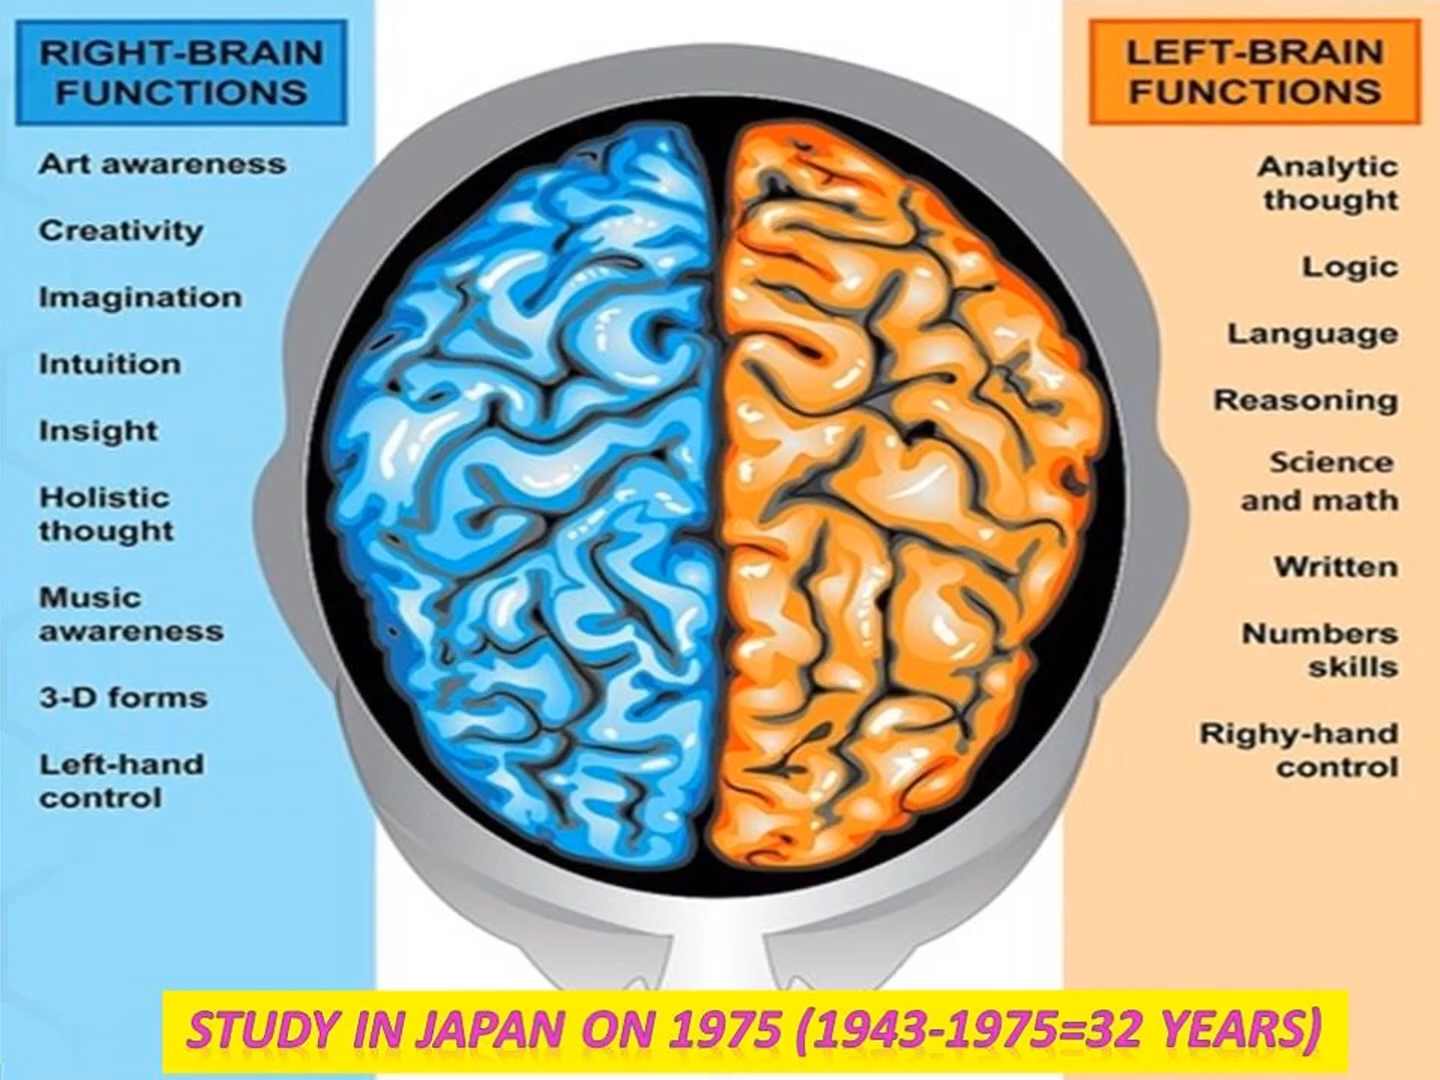 RIGHT-BRAIN
FUNCTIONS
Art awareness
Creativity
Imagination
Intuition
Insight
Holistic
thought
Music
awareness
3-D forms
Left-hand
control
LEFT-BRAIN
FUNCTIONS
Analytic
thought
Logic
Language
Reasoning
Science
and math
Written
Numbers
skills
Righy-hand
control
STUDY IN JAPAN ON 1975 (1943-1975=32 YEARS)